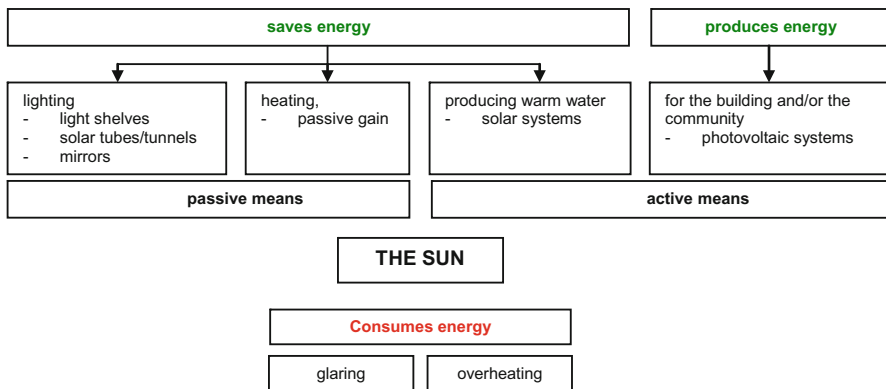 saves energy
produces energy
lighting
- light shelves
- solar tubes/tunnels
- mirrors
heating,
- passive gain
producing warm water
- solar systems
for the building and/or the
community
- photovoltaic systems
passive means
active means
THE SUN
Consumes energy
glaring
overheating